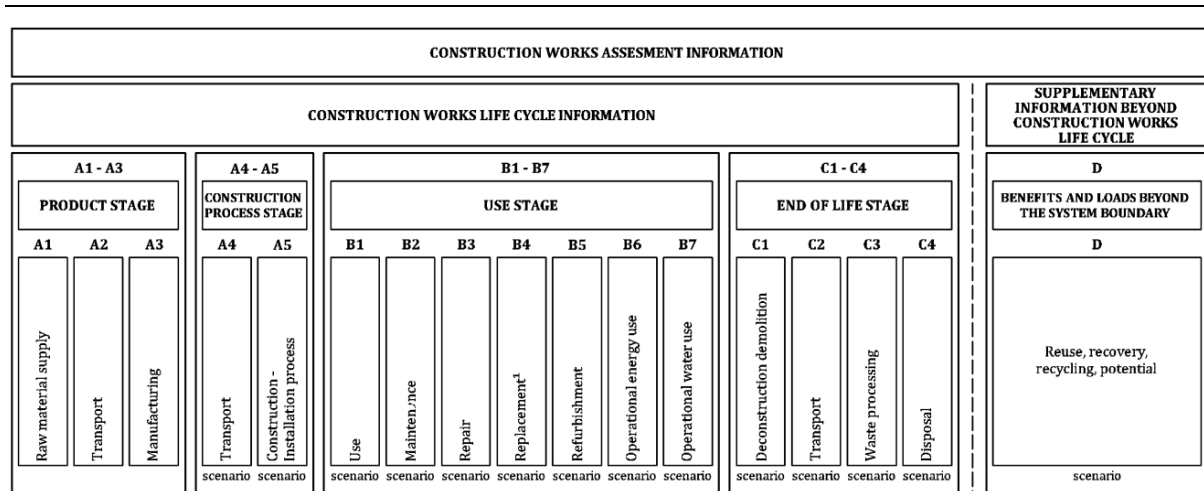 CONSTRUCTION WORKS ASSESMENT INFORMATION
CONSTRUCTION WORKS LIFE CYCLE INFORMATION
SUPPLEMENTARY
INFORMATION BEYOND
CONSTRUCTION WORKS
LIFE CYCLE
A1 - A3
PRODUCT STAGE
A1 A2 A3
Raw material supply
Transport
Manufacturing
A4 - A5
CONSTRUCTION
PROCESS STAGE
A4 A5
Transport
Construction -
Installation process
scenario scenario
B1 - B7
USE STAGE
B1 B2 B3 B4 B5 B6 B7
Use
Maintenance
Repair
Replacement¹
Refurbishment
Operational energy use
Operational water use
scenario scenario scenario scenario scenario scenario scenario
C1 - C4
END OF LIFE STAGE
C1 C2 C3 C4
Deconstruction demolition
Transport
Waste processing
Disposal
scenario scenario scenario scenario
D
BENEFITS AND LOADS BEYOND
THE SYSTEM BOUNDARY
D
Reuse, recovery,
recycling, potential
scenario